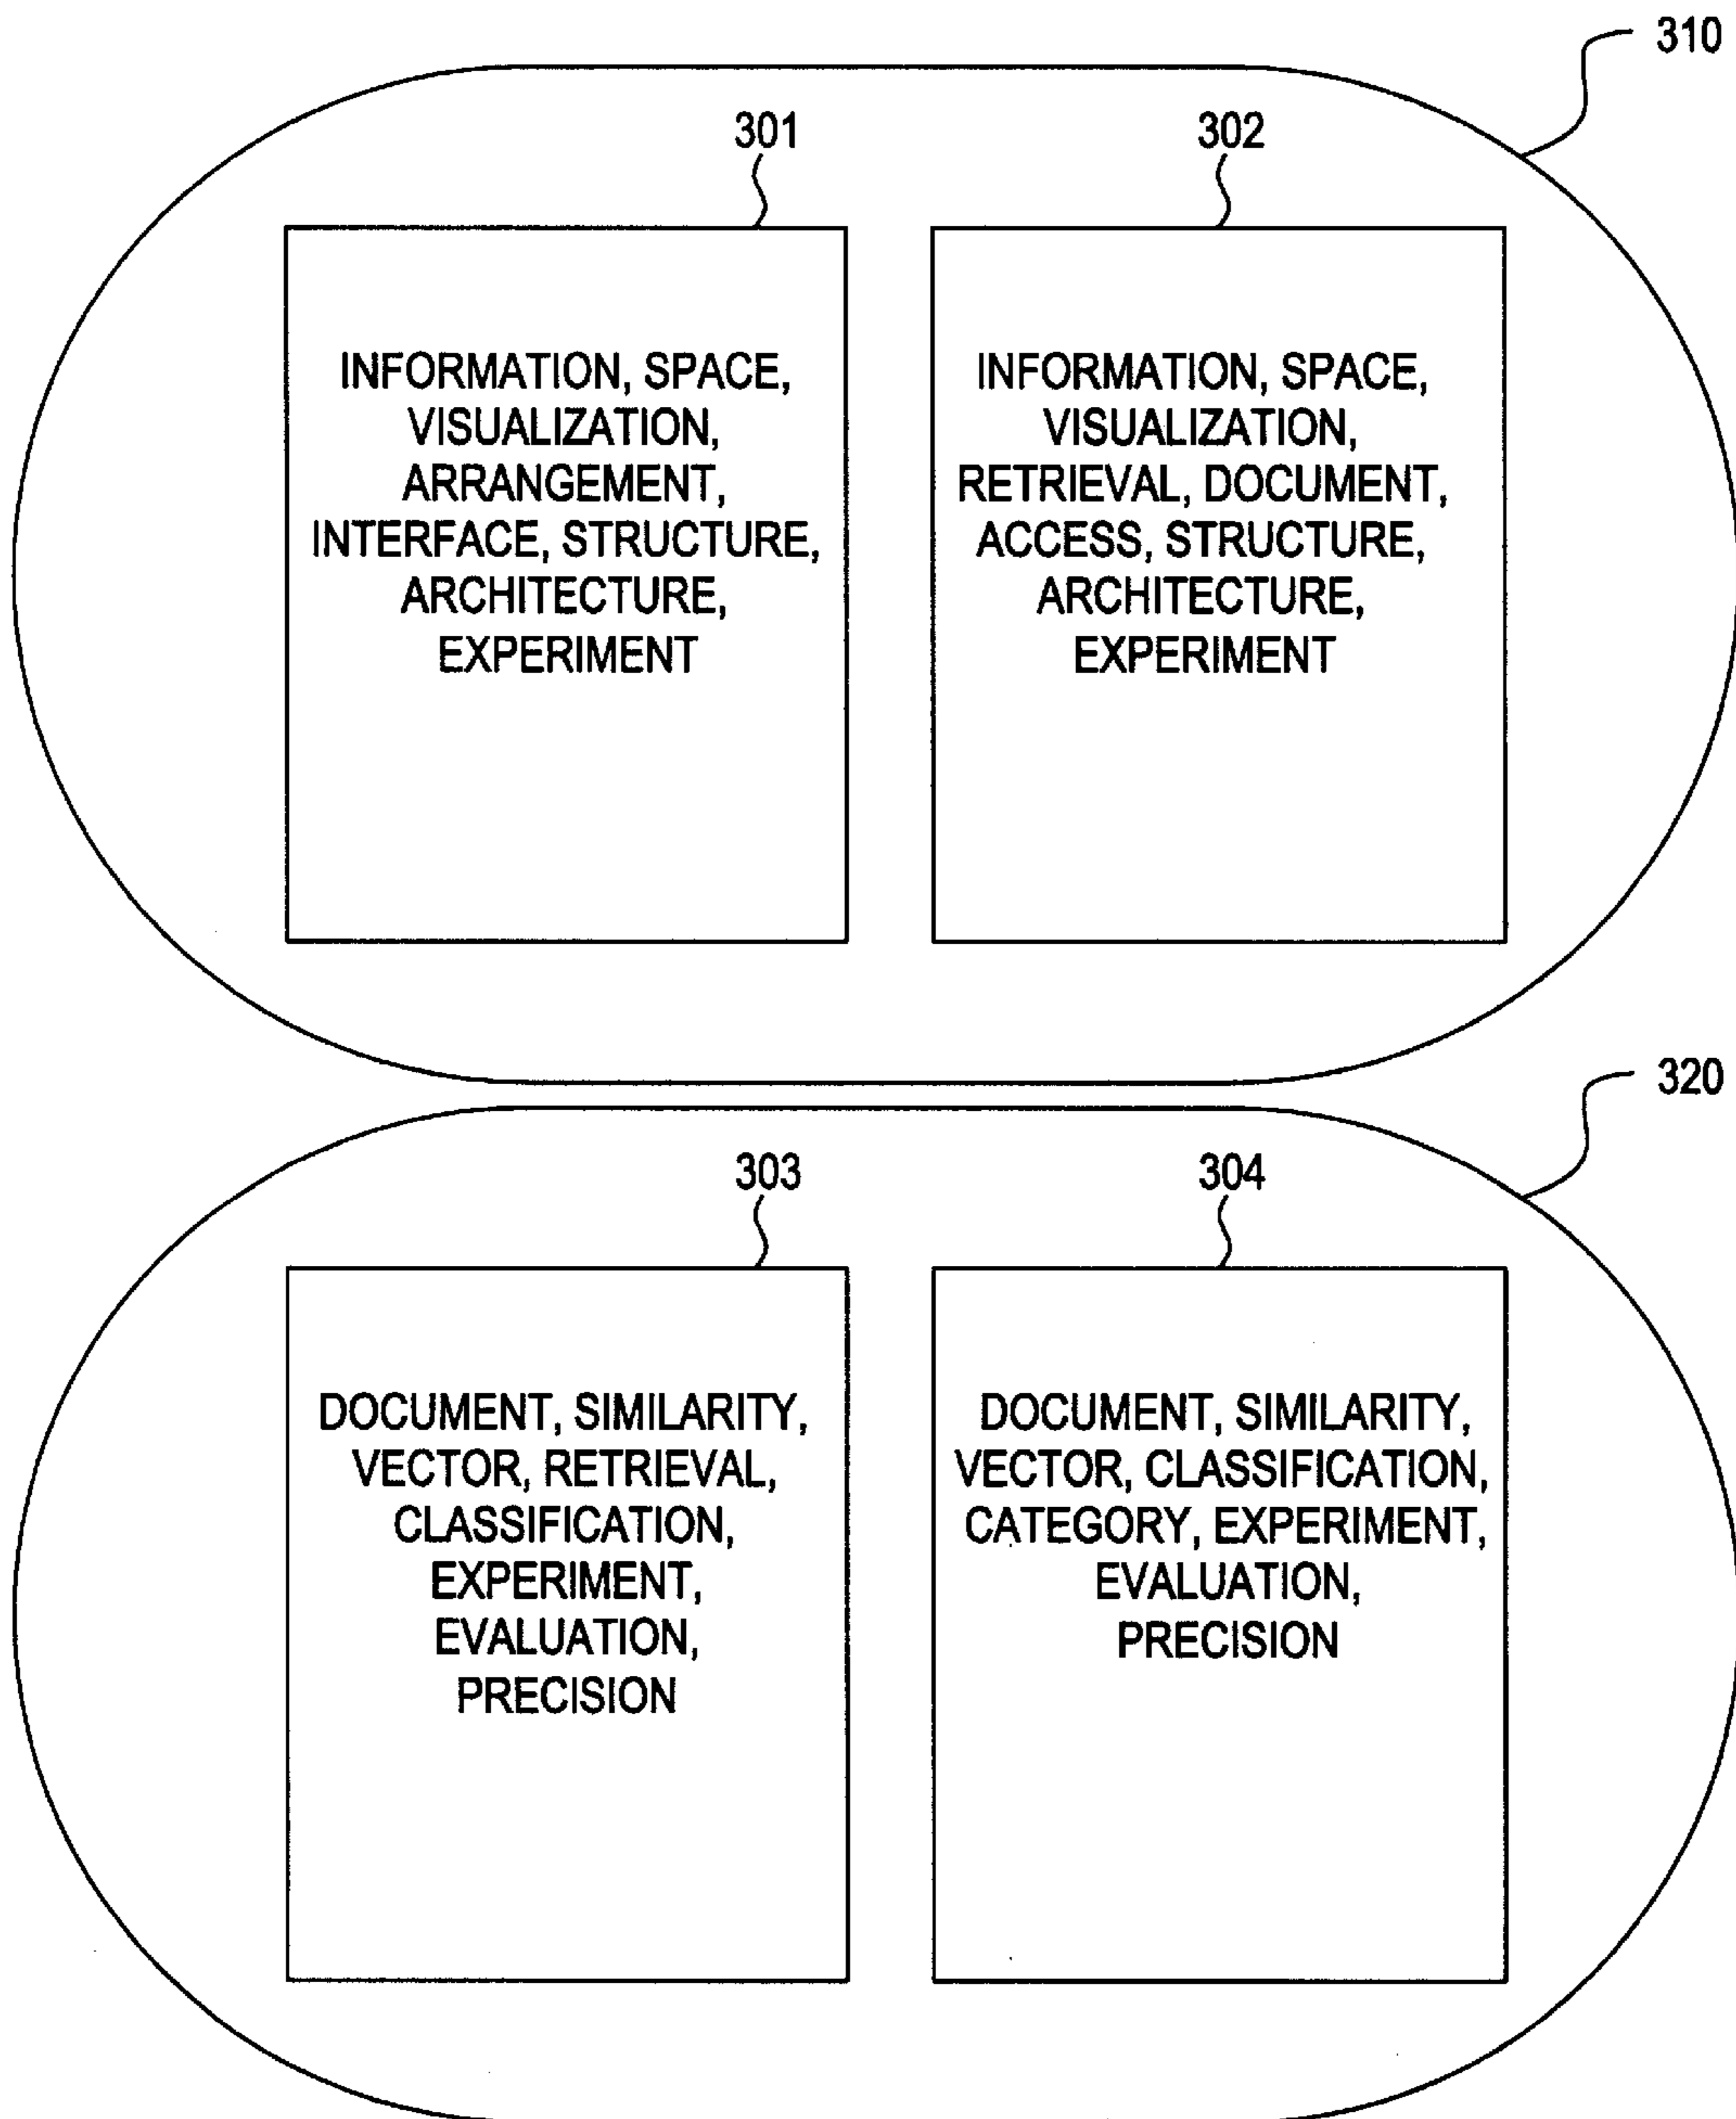 310
301
302
INFORMATION, SPACE,
VISUALIZATION,
ARRANGEMENT,
INTERFACE, STRUCTURE,
ARCHITECTURE,
EXPERIMENT
INFORMATION, SPACE,
VISUALIZATION,
RETRIEVAL, DOCUMENT,
ACCESS, STRUCTURE,
ARCHITECTURE,
EXPERIMENT
320
303
304
DOCUMENT, SIMILARITY,
VECTOR, RETRIEVAL,
CLASSIFICATION,
EXPERIMENT,
EVALUATION,
PRECISION
DOCUMENT, SIMILARITY,
VECTOR, CLASSIFICATION,
CATEGORY, EXPERIMENT,
EVALUATION,
PRECISION